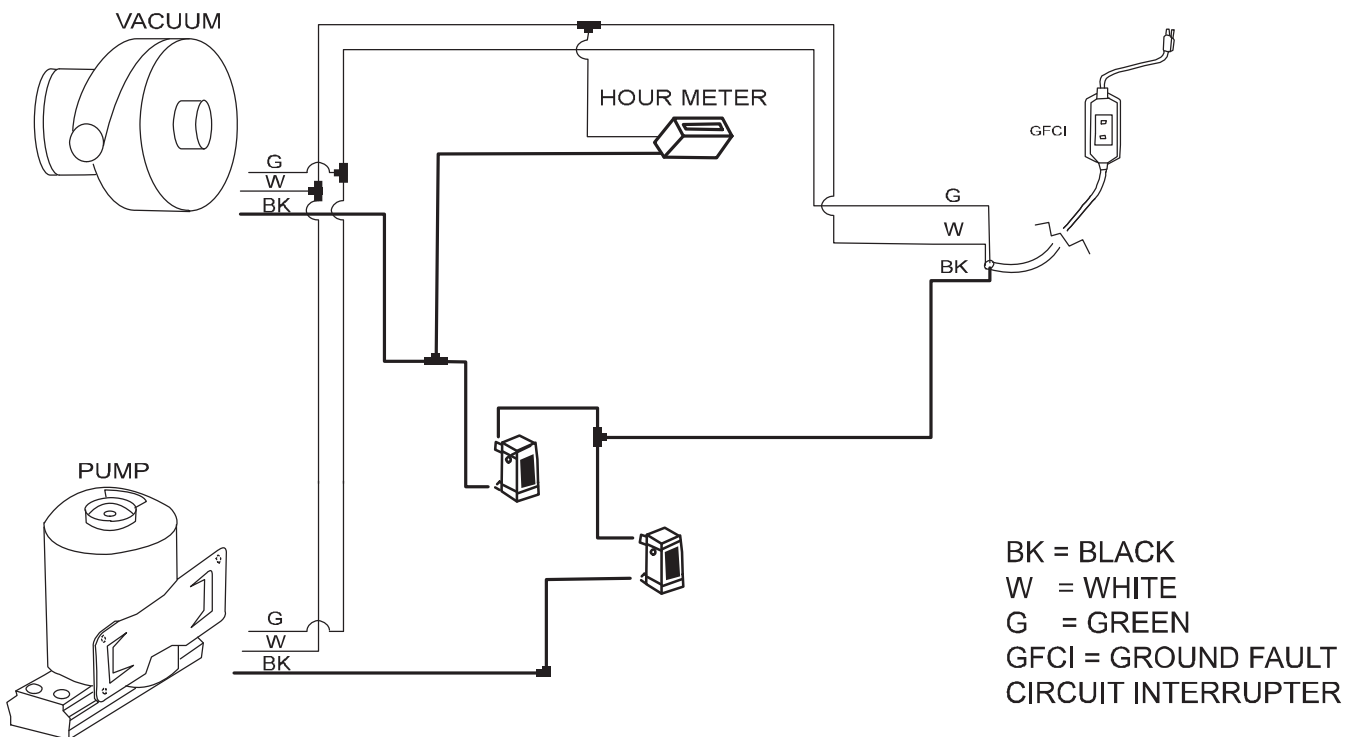 VACUUM
HOUR METER
GFCI
G
W
BK
G
W
BK
PUMP
G
W
BK
BK = BLACK
W = WHITE
G = GREEN
GFCI = GROUND FAULT
CIRCUIT INTERRUPTER